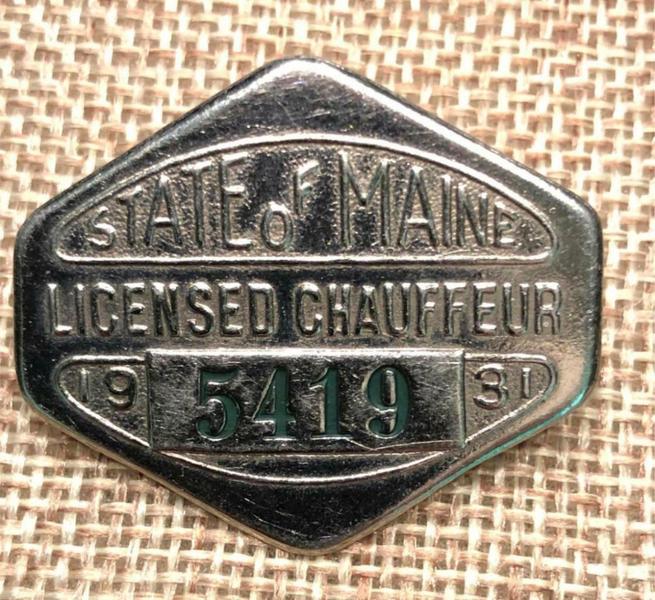 STATE OF MAINE
LICENSED CHAUFFEUR
19 5419 31